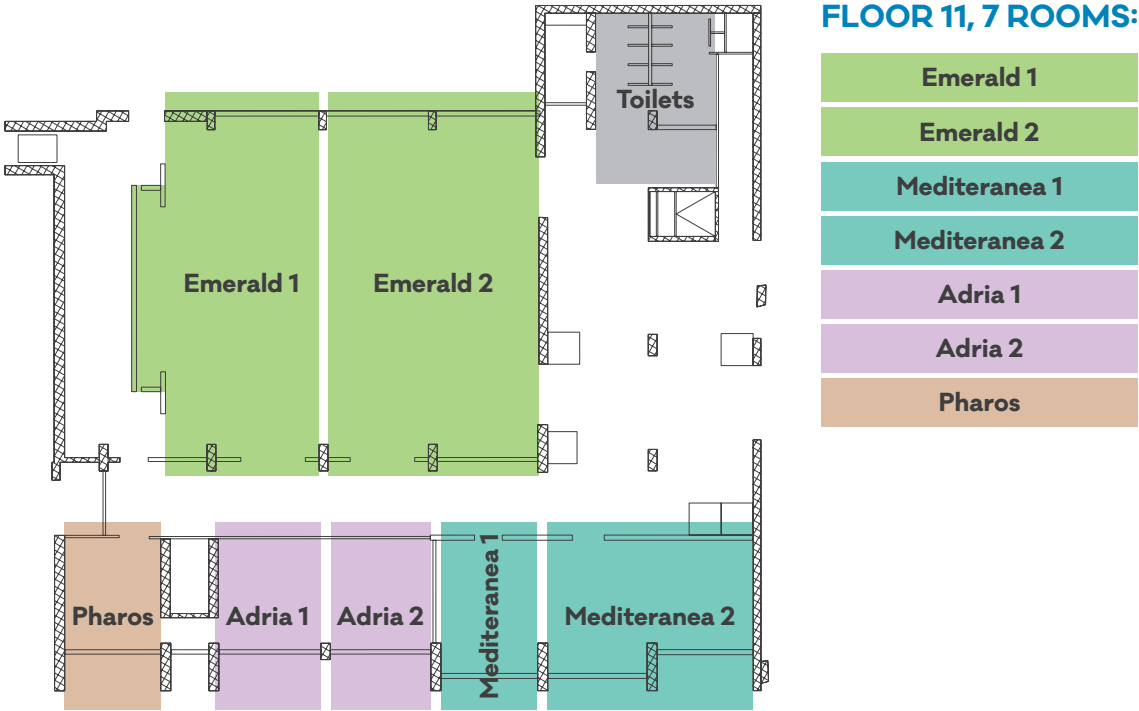 FLOOR 11, 7 ROOMS:
Emerald 1
Emerald 2
Mediteranea 1
Mediteranea 2
Adria 1
Adria 2
Pharos
Toilets
Emerald 1
Emerald 2
Pharos
Adria 1
Adria 2
Mediteranea 1
Mediteranea 2